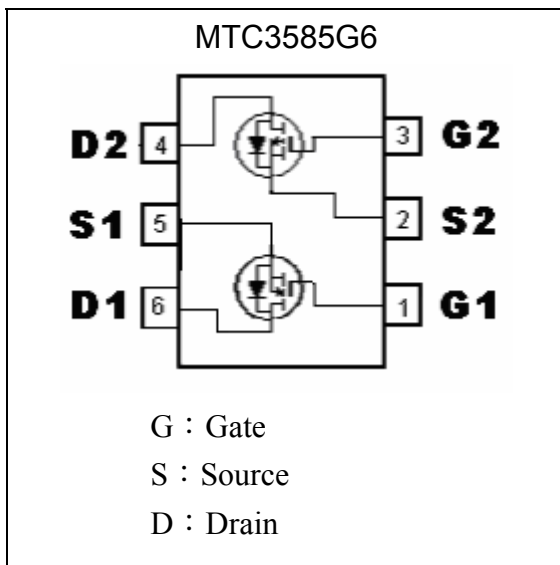 MTC3585G6
D2 4 3 G2
S1 5 2 S2
D1 6 1 G1
G：Gate
S：Source
D：Drain